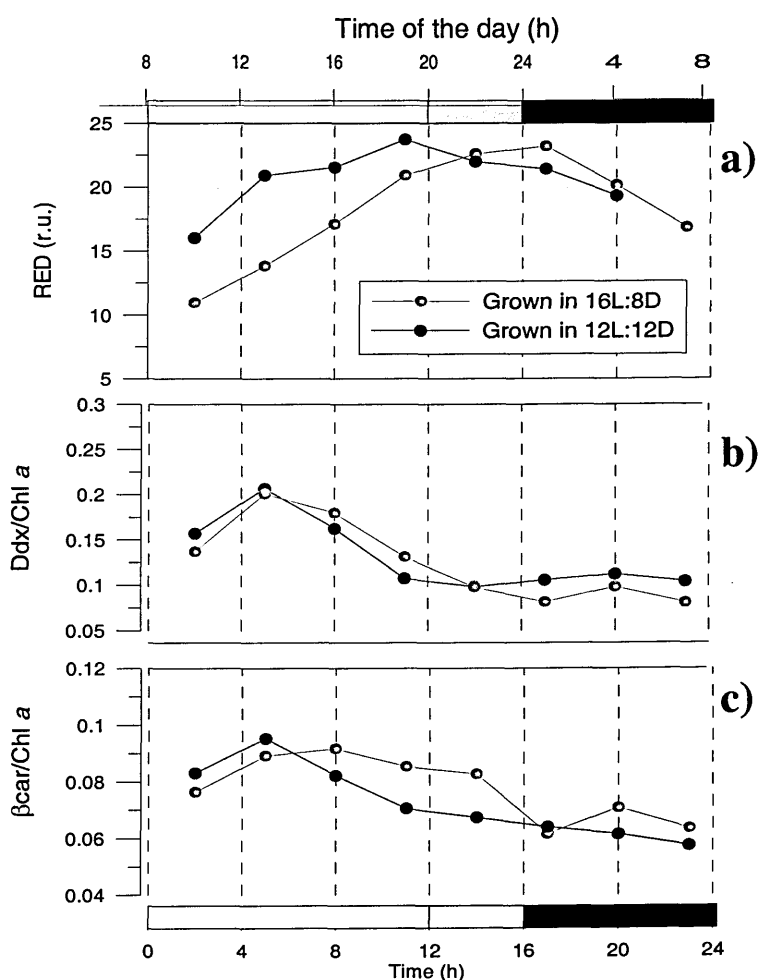 Time of the day (h)
8 12 16 20 24 4 8
a)
25
20
15
10
5
RED (r.u.)
Grown in 16L:8D
Grown in 12L:12D
b)
0.3
0.25
0.2
0.15
0.1
0.05
Ddx/Chl a
c)
0.12
0.1
0.08
0.06
0.04
βcar/Chl a
0 4 8 12 16 20 24
Time (h)